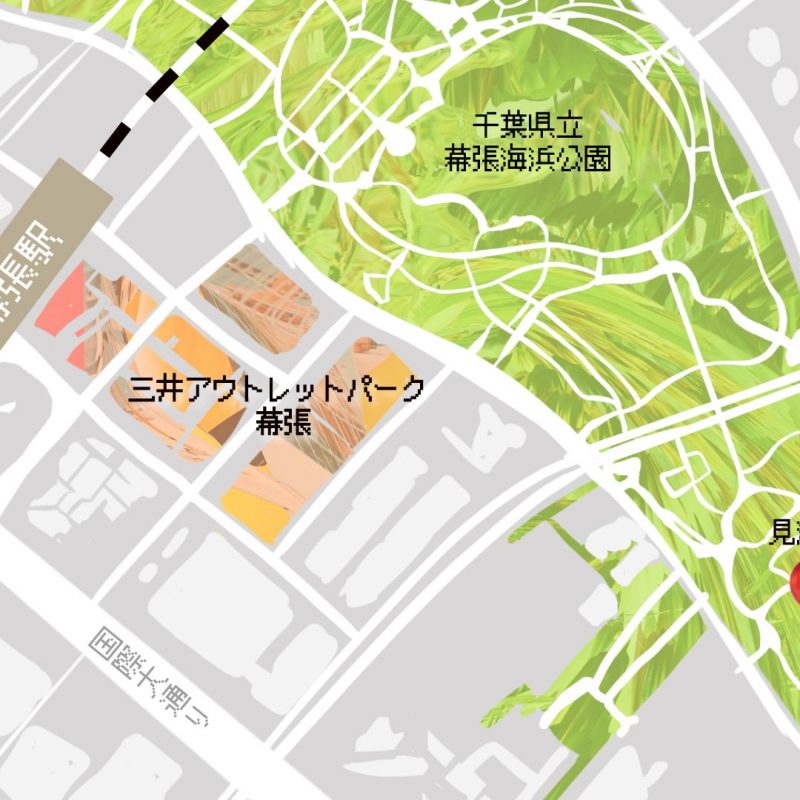 千葉県立
幕張海浜公園
張駅
三井アウトレットパーク
幕張
見
国際大通り